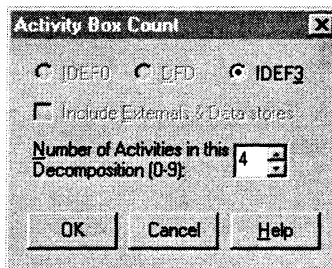 Activity Box Count
IDEF0 DFD IDEF3
Include Externals & Data stores
Number of Activities in this
Decomposition (0-9): 4
OK Cancel Help